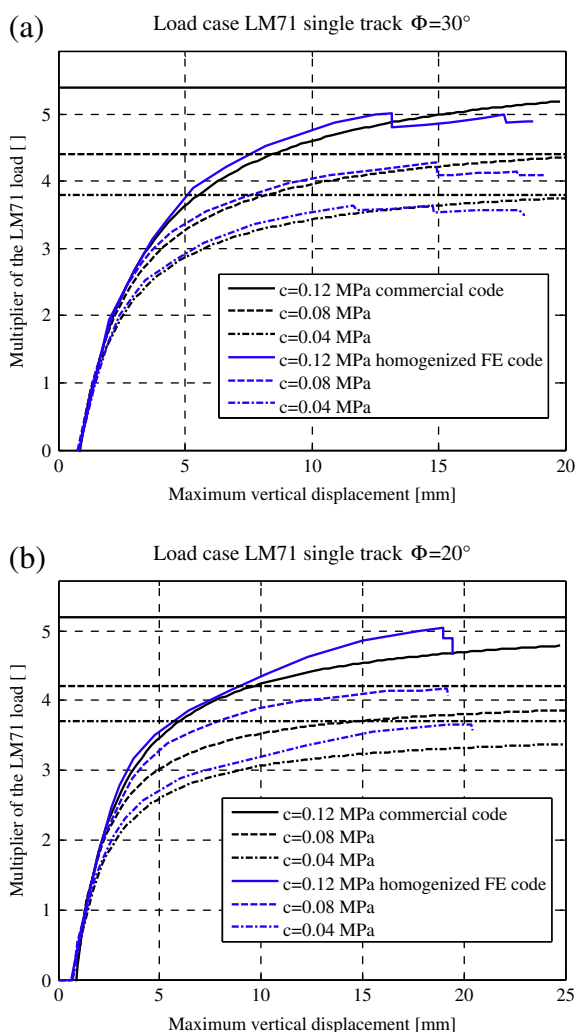 (a)
Load case LM71 single track Φ=30°
Multiplier of the LM71 load [ ]
5
4
3
2
1
0
c=0.12 MPa commercial code
c=0.08 MPa
c=0.04 MPa
c=0.12 MPa homogenized FE code
c=0.08 MPa
c=0.04 MPa
0 5 10 15 20
Maximum vertical displacement [mm]
(b)
Load case LM71 single track Φ=20°
Multiplier of the LM71 load [ ]
5
4
3
2
1
0
c=0.12 MPa commercial code
c=0.08 MPa
c=0.04 MPa
c=0.12 MPa homogenized FE code
c=0.08 MPa
c=0.04 MPa
0 5 10 15 20 25
Maximum vertical displacement [mm]